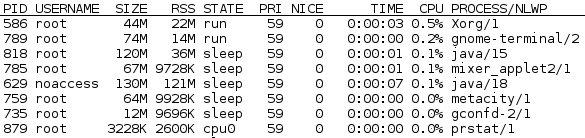 PID USERNAME SIZE RSS STATE PRI NICE TIME CPU PROCESS/NLWP
586 root 44M 22M run 59 0 0:00:03 0.5% Xorg/1
789 root 74M 14M run 59 0 0:00:00 0.2% gnome-terminal/2
818 root 120M 36M sleep 59 0 0:00:01 0.1% java/15
785 root 67M 9728K sleep 59 0 0:00:01 0.1% mixer_applet2/1
629 noaccess 130M 121M sleep 59 0 0:00:07 0.1% java/18
759 root 64M 9928K sleep 59 0 0:00:00 0.0% metacity/1
735 root 12M 9696K sleep 59 0 0:00:00 0.0% gconfd-2/1
879 root 3228K 2600K cpu0 59 0 0:00:00 0.0% prstat/1